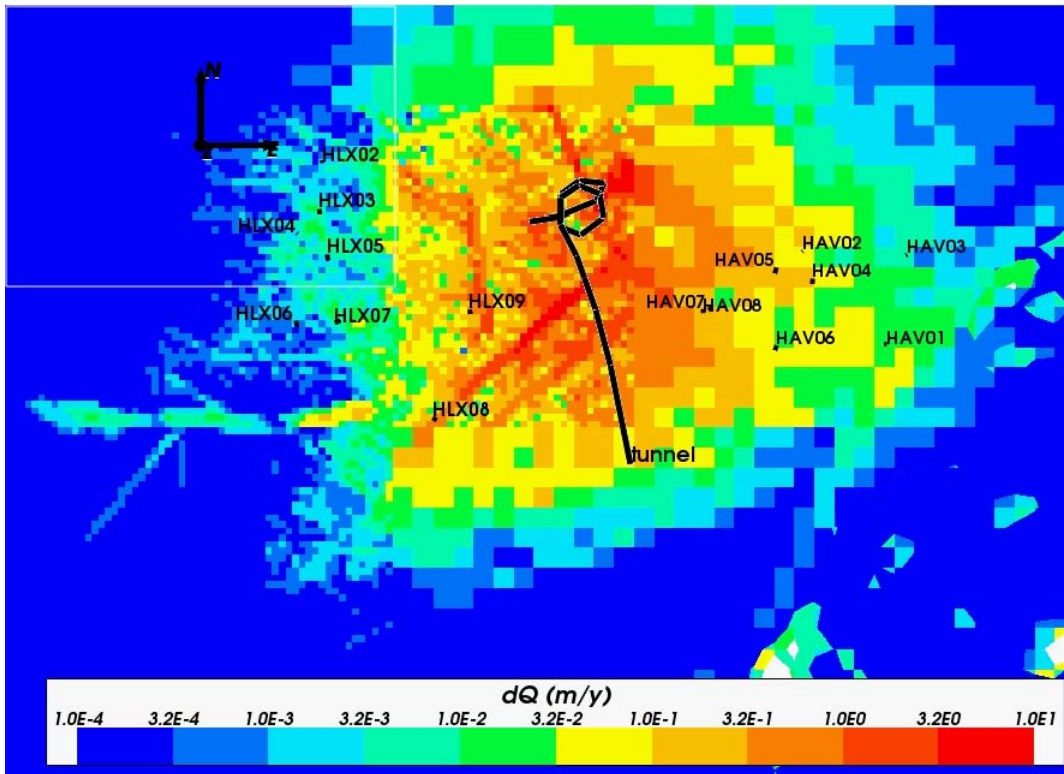 N
E
HLX02
HLX03
HLX04
HLX05
HAV02
HAV03
HAV05
HAV04
HLX06
HLX07
HLX09
HAV07
HAV08
HAV06
HAV01
HLX08
tunnel
dQ (m/y)
1.0E-4 3.2E-4 1.0E-3 3.2E-3 1.0E-2 3.2E-2 1.0E-1 3.2E-1 1.0E0 3.2E0 1.0E1